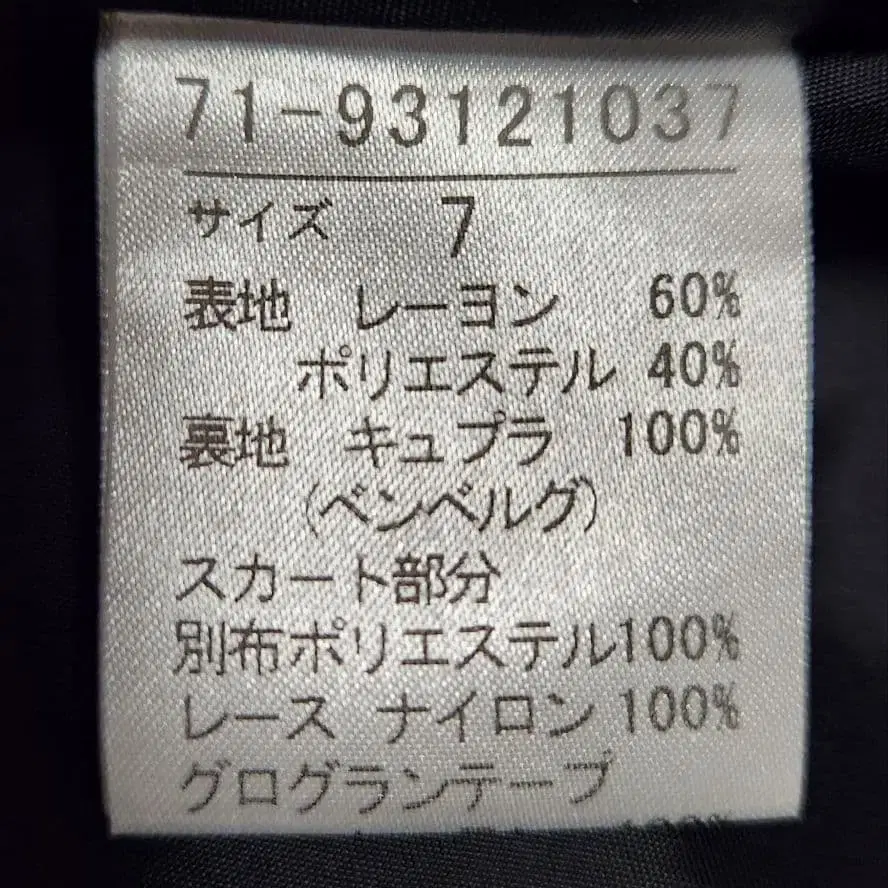 71-93121037
サイズ 7
表地 レーヨン 60%
ポリエステル 40%
裏地 キュプラ 100%
(ベンベルグ)
スカート部分
別布ポリエステル100%
レース ナイロン 100%
グログランテープ